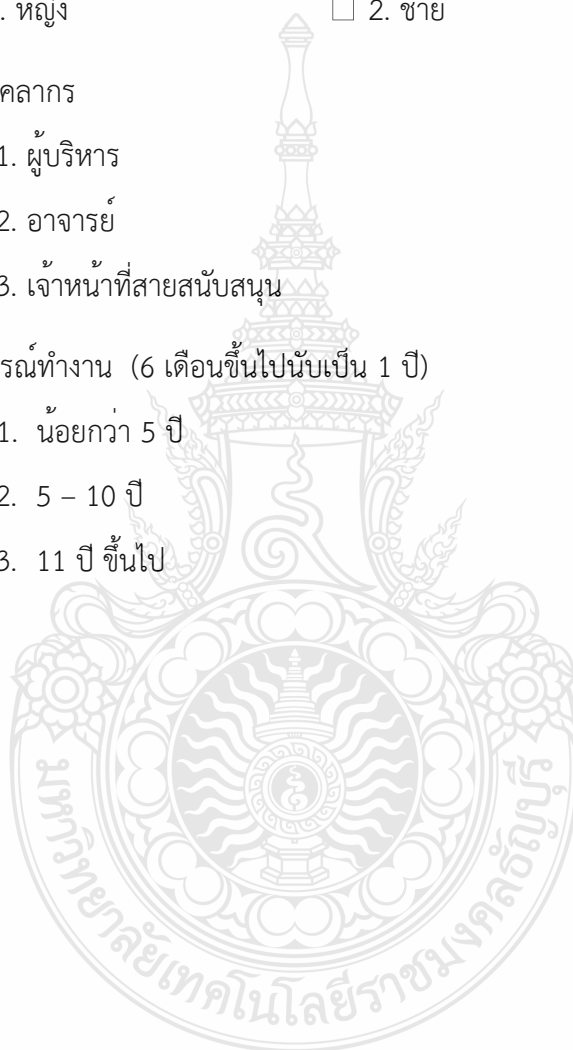 . หญิง ☐ 2. ชาย
คลากร
1. ผู้บริหาร
2. อาจารย์
3. เจ้าหน้าที่สายสนับสนุน
รณ์ทำงาน (6 เดือนขึ้นไปนับเป็น 1 ปี)
1. น้อยกว่า 5 ปี
2. 5 – 10 ปี
3. 11 ปี ขึ้นไป
มหาวิทยาลัยเทคโนโลยีราชมงคลธัญบุรี